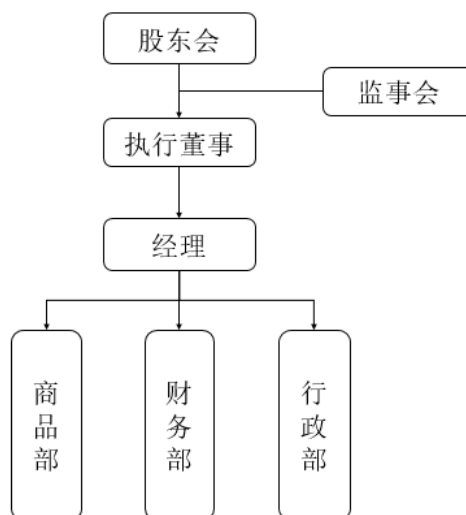 股东会
监事会
执行董事
经理
商品部
财务部
行政部